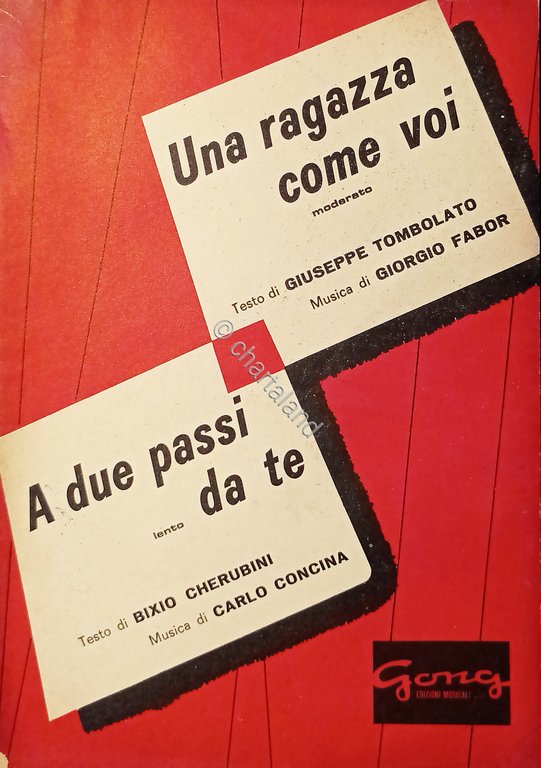 Una ragazza
come voi
moderato
Testo di GIUSEPPE TOMBOLATO
Musica di GIORGIO FABOR
© chartaland
A due passi
da te
lento
Testo di BIXIO CHERUBINI
Musica di CARLO CONCINA
Gong
EDIZIONI MUSICALI